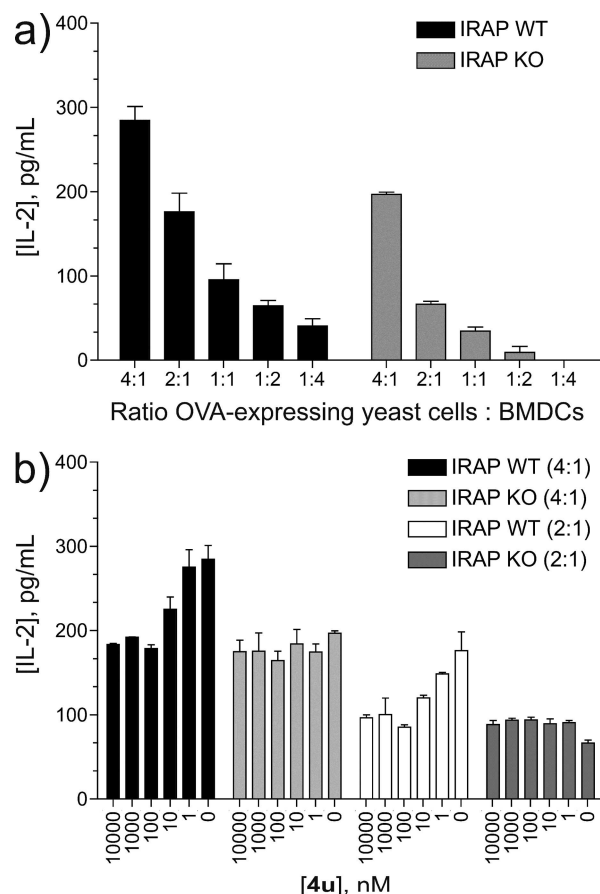 a)
IRAP WT
IRAP KO
[IL-2], pg/mL
400
300
200
100
0
4:1 2:1 1:1 1:2 1:4 4:1 2:1 1:1 1:2 1:4
Ratio OVA-expressing yeast cells : BMDCs
b)
IRAP WT (4:1)
IRAP KO (4:1)
IRAP WT (2:1)
IRAP KO (2:1)
[IL-2], pg/mL
400
300
200
100
0
10000 1000 100 10 1 0 10000 1000 100 10 1 0 10000 1000 100 10 1 0 10000 1000 100 10 1 0
[4u], nM